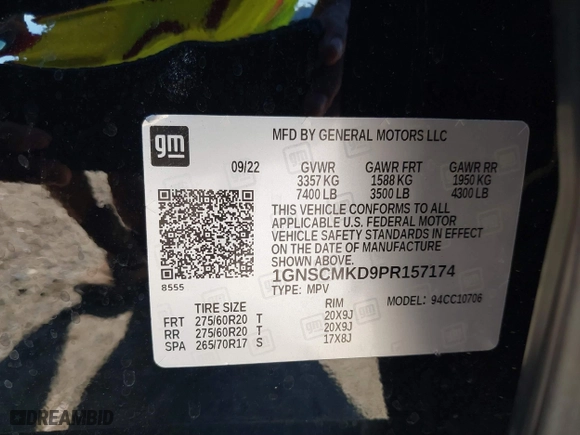 gm
MFD BY GENERAL MOTORS LLC
09/22 GVWR GAWR FRT GAWR RR
3357 KG 1588 KG 1950 KG
7400 LB 3500 LB 4300 LB
THIS VEHICLE CONFORMS TO ALL
APPLICABLE U.S. FEDERAL MOTOR
VEHICLE SAFETY STANDARDS IN EFFECT
ON THE DATE OF MANUFACTURE
SHOWN ABOVE.
8555
1GNSCMKD9PR157174
TYPE: MPV MODEL: 94CC10706
TIRE SIZE RIM
FRT 275/60R20 T 20X9J
RR 275/60R20 T 20X9J
SPA 265/70R17 S 17X8J
DREAMBID